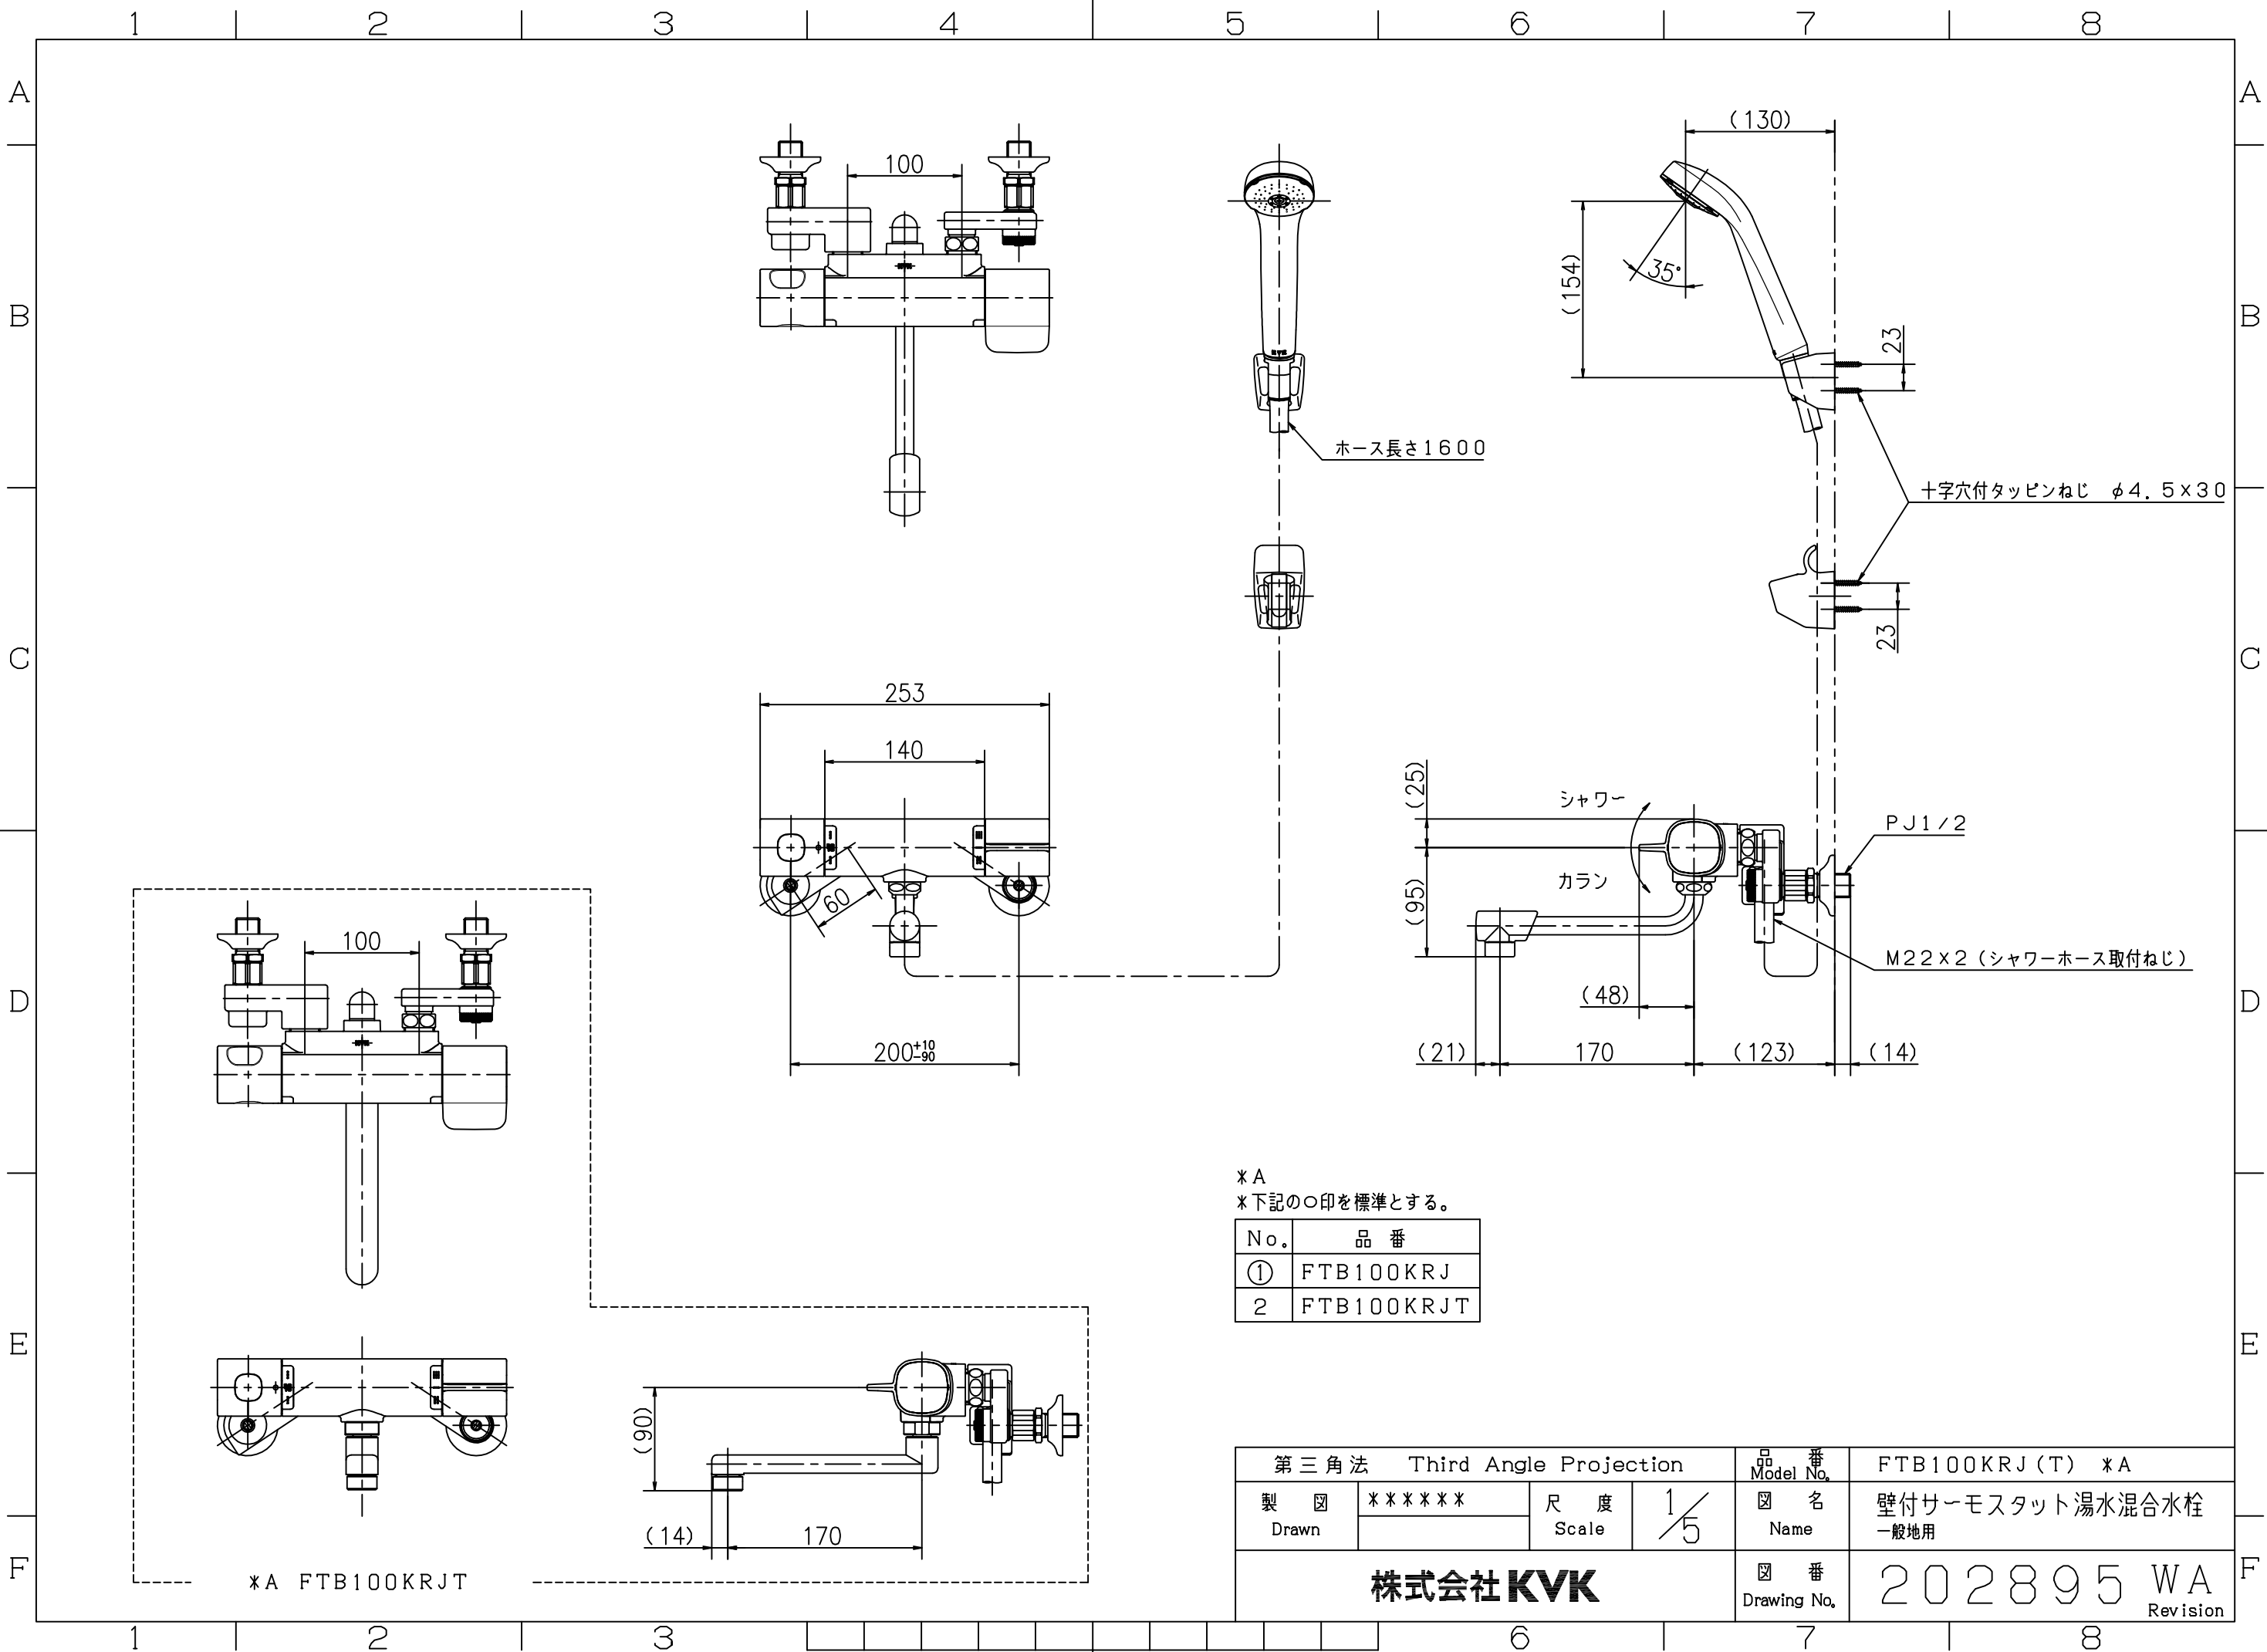 1 2 3 4 5 6 7 8
A A
(130)
100
35°
(154)
B B
23
ホース長さ1600
十字穴付タッピンねじ φ4.5×30
C C
23
253
140
(25)
シャワー
PJ1/2
カラン
60
(95)
M22×2(シャワーホース取付ねじ)
100
D D
(48)
200+10-90
(21) 170 (123) (14)
*A
*下記の○印を標準とする。
No. 品番
① FTB100KRJ
2 FTB100KRJT
E E
(90)
(14) 170
*A FTB100KRJT
第三角法 Third Angle Projection
品番 Model No.
FTB100KRJ(T) *A
製図 Drawn
******
尺度 Scale
1/5
図名 Name
壁付サーモスタット湯水混合水栓
一般地用
株式会社KVK
図番 Drawing No.
202895 WA
Revision
F F
1 2 3 6 7 8